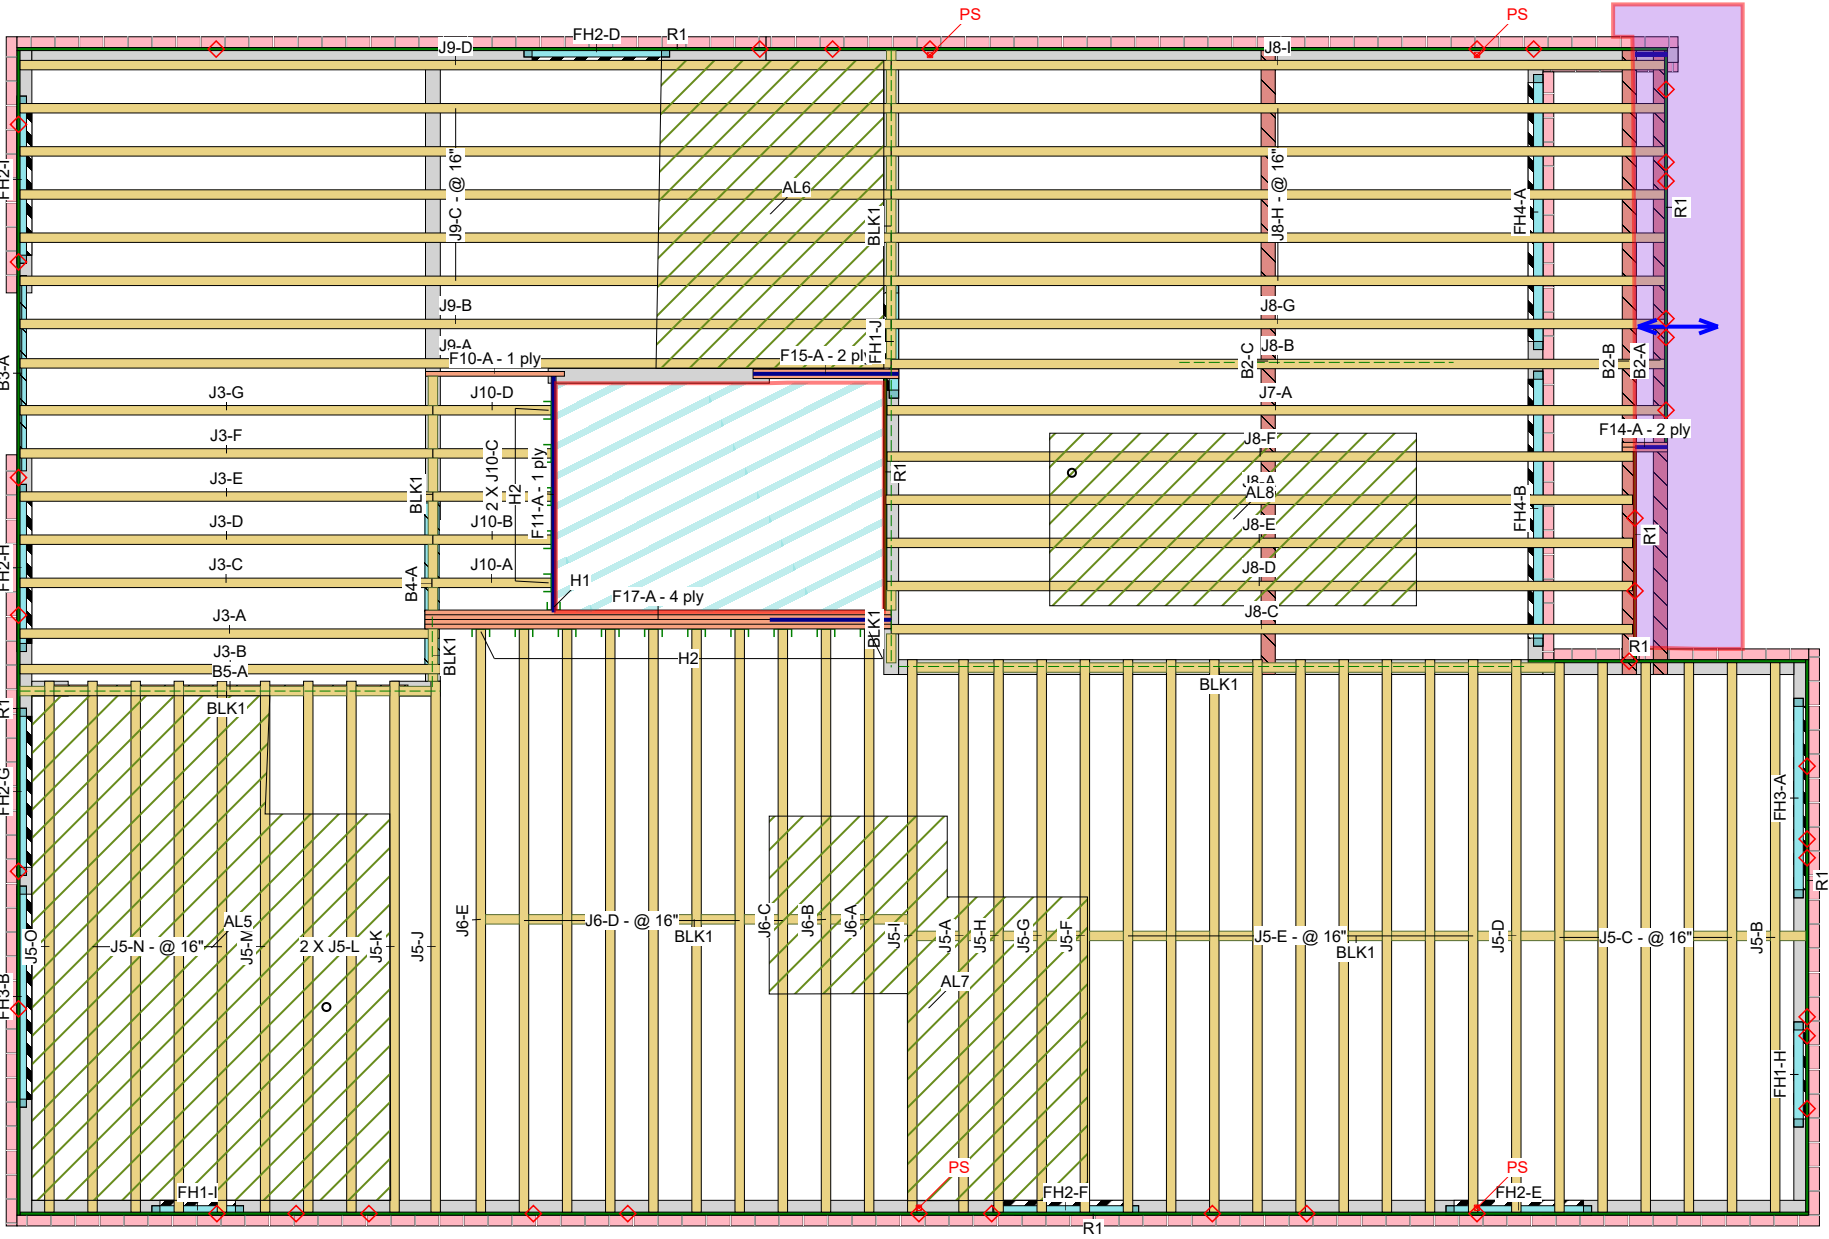 PS
PS
FH2-D
R1
J9-D
J8-I
FH2-I
J9-C - @ 16"
AL6
BLK1
J8-H - @ 16"
FH4-A
R1
J9-B
J8-G
J9-A
J8-B
F10-A - 1 ply
F15-A - 2 ply
FH1-J
B2-C
B2-B
B2-A
B3-A
J3-G
J10-D
J7-A
F14-A - 2 ply
J3-F
J8-F
2 X J10-C
H2
F11-A - 1 ply
R1
J3-E
BLK1
J8-A
AL8
FH4-B
J3-D
J10-B
J8-E
R1
FH2-H
J3-C
B4-A
J10-A
H1
J8-D
F17-A - 4 ply
J3-A
BLK1
J8-C
J3-B
BLK1
H2
R1
B5-A
BLK1
R1
BLK1
FH2-G
FH3-A
R1
AL5
J5-O
J5-N - @ 16"
J5-M
2 X J5-L
J5-K
J5-J
J6-E
J6-D - @ 16"
BLK1
J6-C
J6-B
J6-A
J5-I
J5-A
J5-H
J5-G
J5-F
J5-E - @ 16"
BLK1
J5-D
J5-C - @ 16"
J5-B
FH3-B
AL7
FH1-H
PS
PS
FH1-I
FH2-F
FH2-E
R1